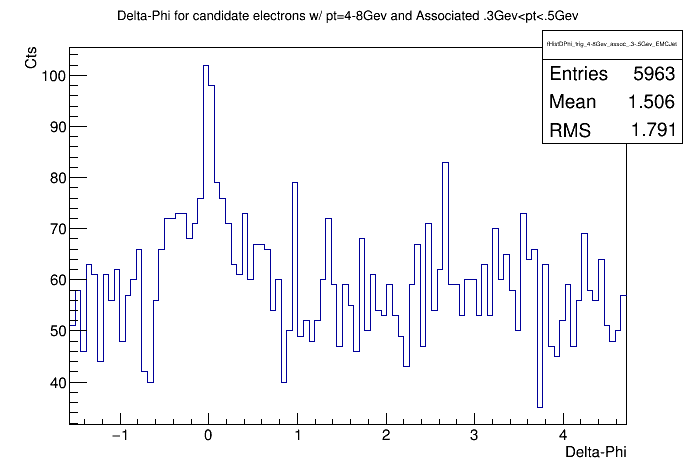 Delta-Phi for candidate electrons w/ pt=4-8Gev and Associated .3Gev<pt<.5Gev
Cts
fHistDPhi_trig_4-8Gev_assoc_.3-.5Gev_EMCJet
Entries 5963
Mean 1.506
RMS 1.791
100
90
80
70
60
50
40
−1 0 1 2 3 4
Delta-Phi